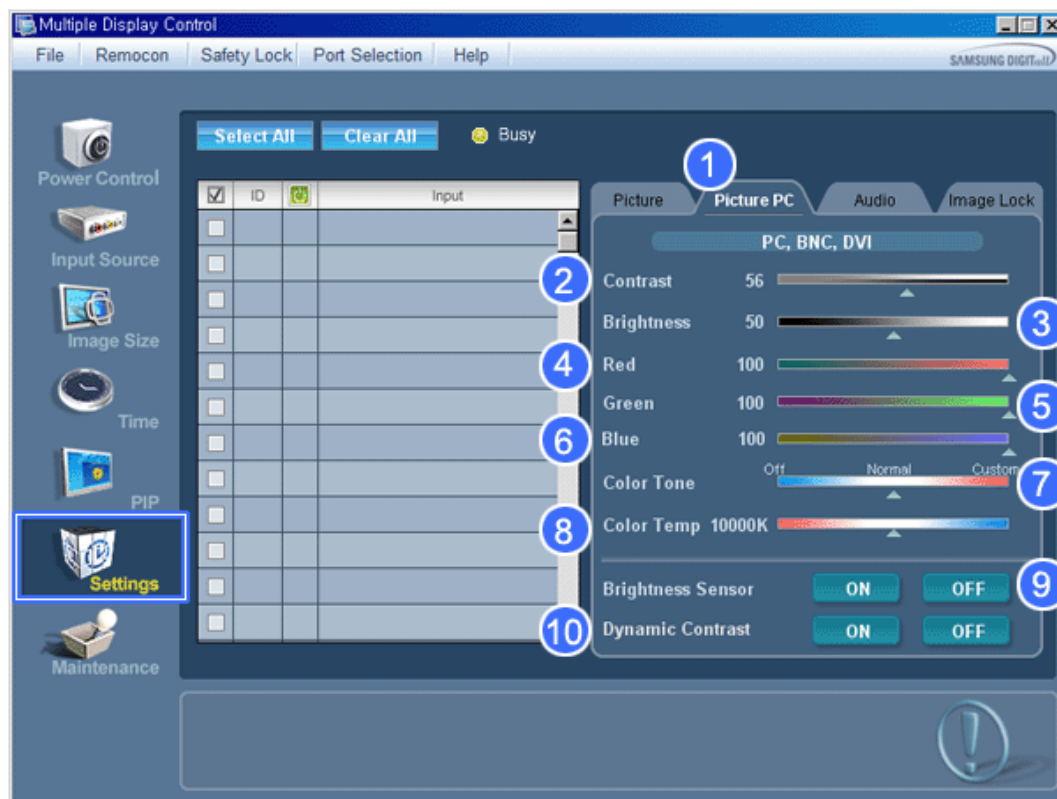 Multiple Display Control
File Remocon Safety Lock Port Selection Help
SAMSUNG DIGITall
Select All Clear All Busy
Power Control
Input Source
Image Size
Time
PIP
Settings
Maintenance
ID Input
1
Picture Picture PC Audio Image Lock
PC, BNC, DVI
2 Contrast 56
Brightness 50 3
4 Red 100
Green 100 5
6 Blue 100
Off Normal Custom
Color Tone 7
8 Color Temp 10000K
Brightness Sensor ON OFF 9
10 Dynamic Contrast ON OFF